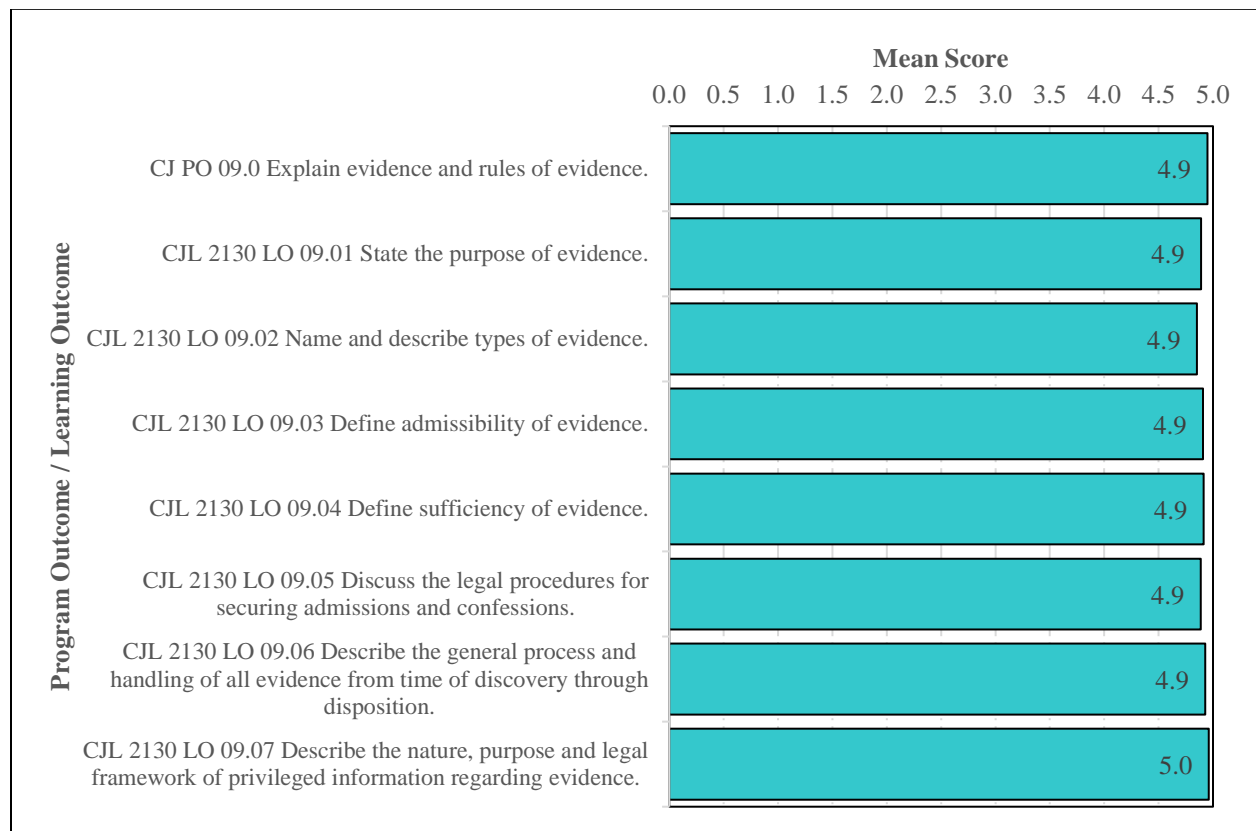 Mean Score
0.0 0.5 1.0 1.5 2.0 2.5 3.0 3.5 4.0 4.5 5.0
Program Outcome / Learning Outcome
CJ PO 09.0 Explain evidence and rules of evidence.
4.9
CJL 2130 LO 09.01 State the purpose of evidence.
4.9
CJL 2130 LO 09.02 Name and describe types of evidence.
4.9
CJL 2130 LO 09.03 Define admissibility of evidence.
4.9
CJL 2130 LO 09.04 Define sufficiency of evidence.
4.9
CJL 2130 LO 09.05 Discuss the legal procedures for
securing admissions and confessions.
4.9
CJL 2130 LO 09.06 Describe the general process and
handling of all evidence from time of discovery through
disposition.
4.9
CJL 2130 LO 09.07 Describe the nature, purpose and legal
framework of privileged information regarding evidence.
5.0